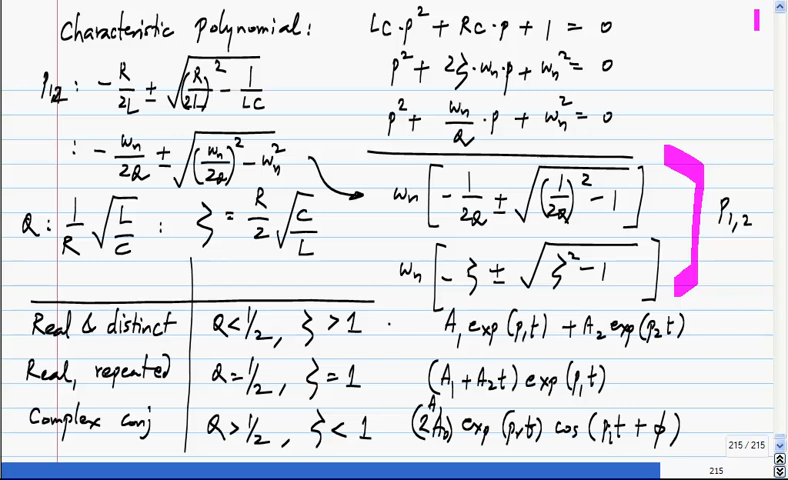 Characteristic Polynomial: LC·p² + RC·p + 1 = 0
p² + 2ζ·ωn·p + ωn² = 0
p1,2 : -R/2L ± √((R/2L)² - 1/LC)
p² + ωn/Q · p + ωn² = 0
: -ωn/2Q ± √((ωn/2Q)² - ωn²)
ωn [ -1/2Q ± √((1/2Q)² - 1) ]
p1,2
Q : 1/R √(L/C) : ζ = R/2 √(C/L)
ωn [ -ζ ± √(ζ² - 1) ]
Real & distinct Q < 1/2, ζ > 1 · A1 exp(p1t) + A2 exp(p2t)
Real, repeated Q = 1/2, ζ = 1 (A1 + A2t) exp(p1t)
Complex conj Q > 1/2, ζ < 1 (2A0) exp(prt) cos(pit + φ)
A
215 / 215
215